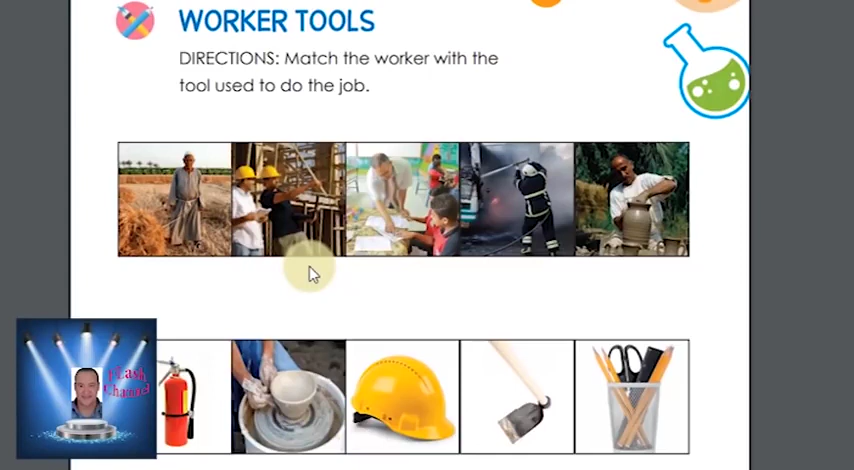 WORKER TOOLS
DIRECTIONS: Match the worker with the
tool used to do the job.
Flash
Channel